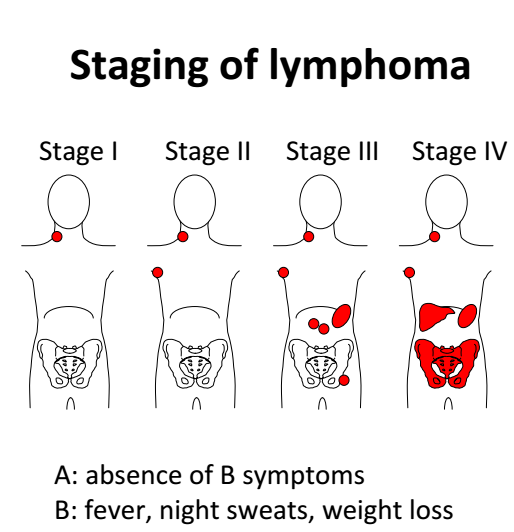 Staging of lymphoma
Stage I Stage II Stage III Stage IV
A: absence of B symptoms
B: fever, night sweats, weight loss